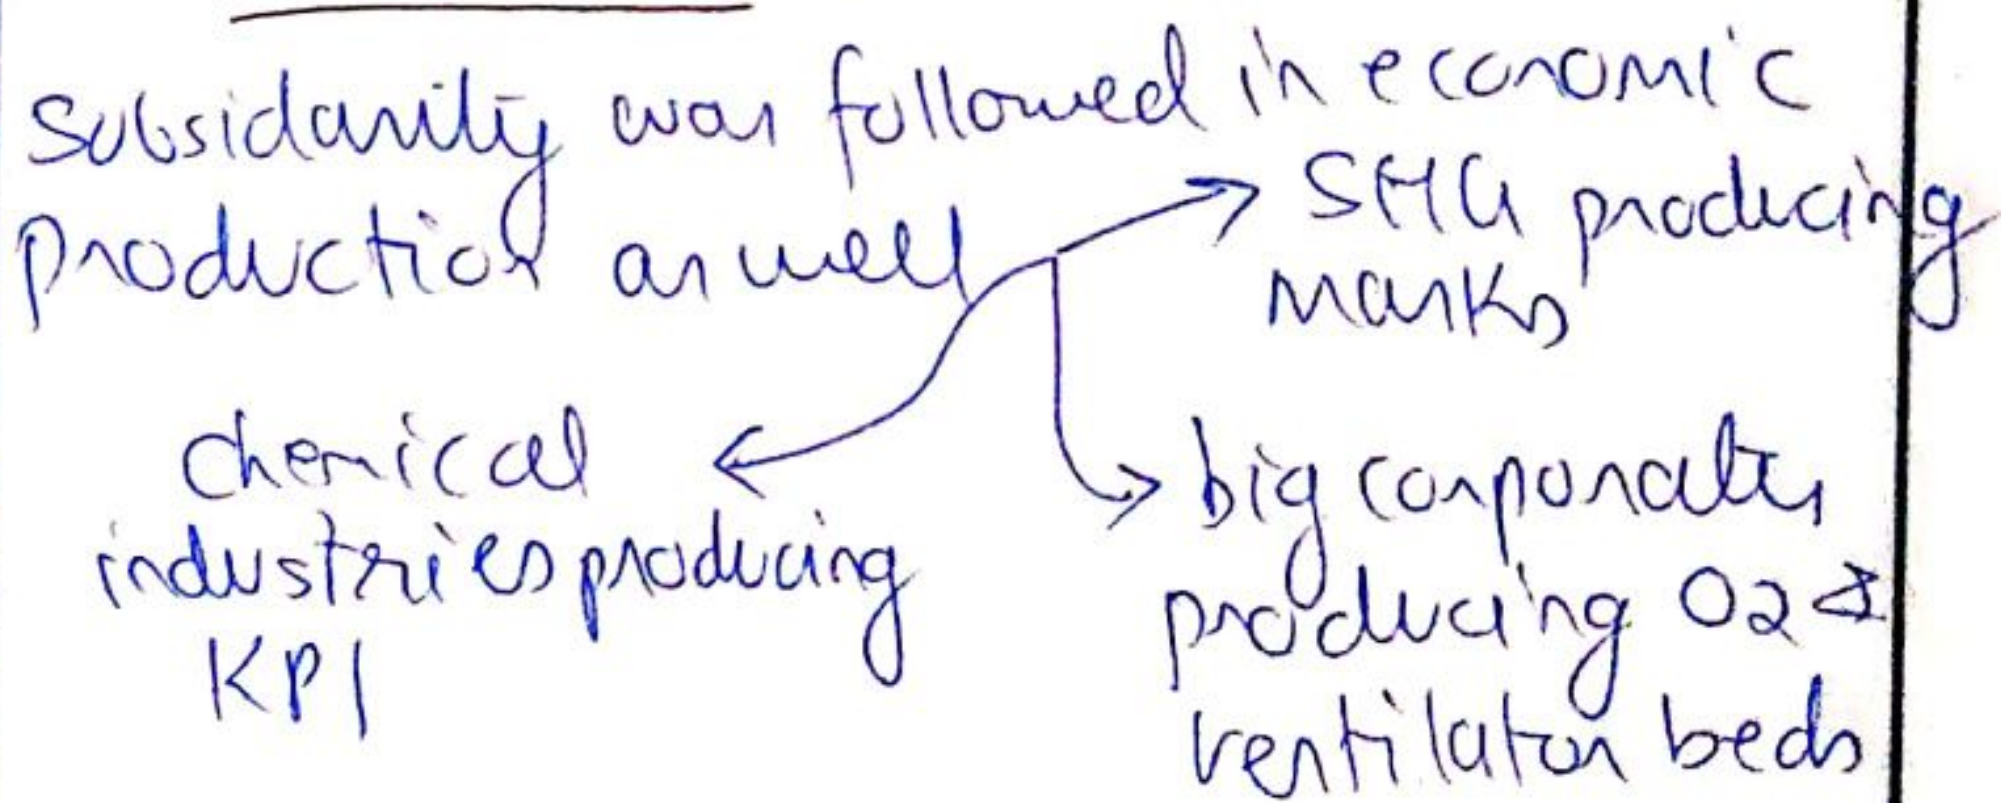 Subsidarity was followed in economic
production as well
SHG producing
masks
chemical
industries producing
KPI
big corporates
producing O2 &
ventilator beds